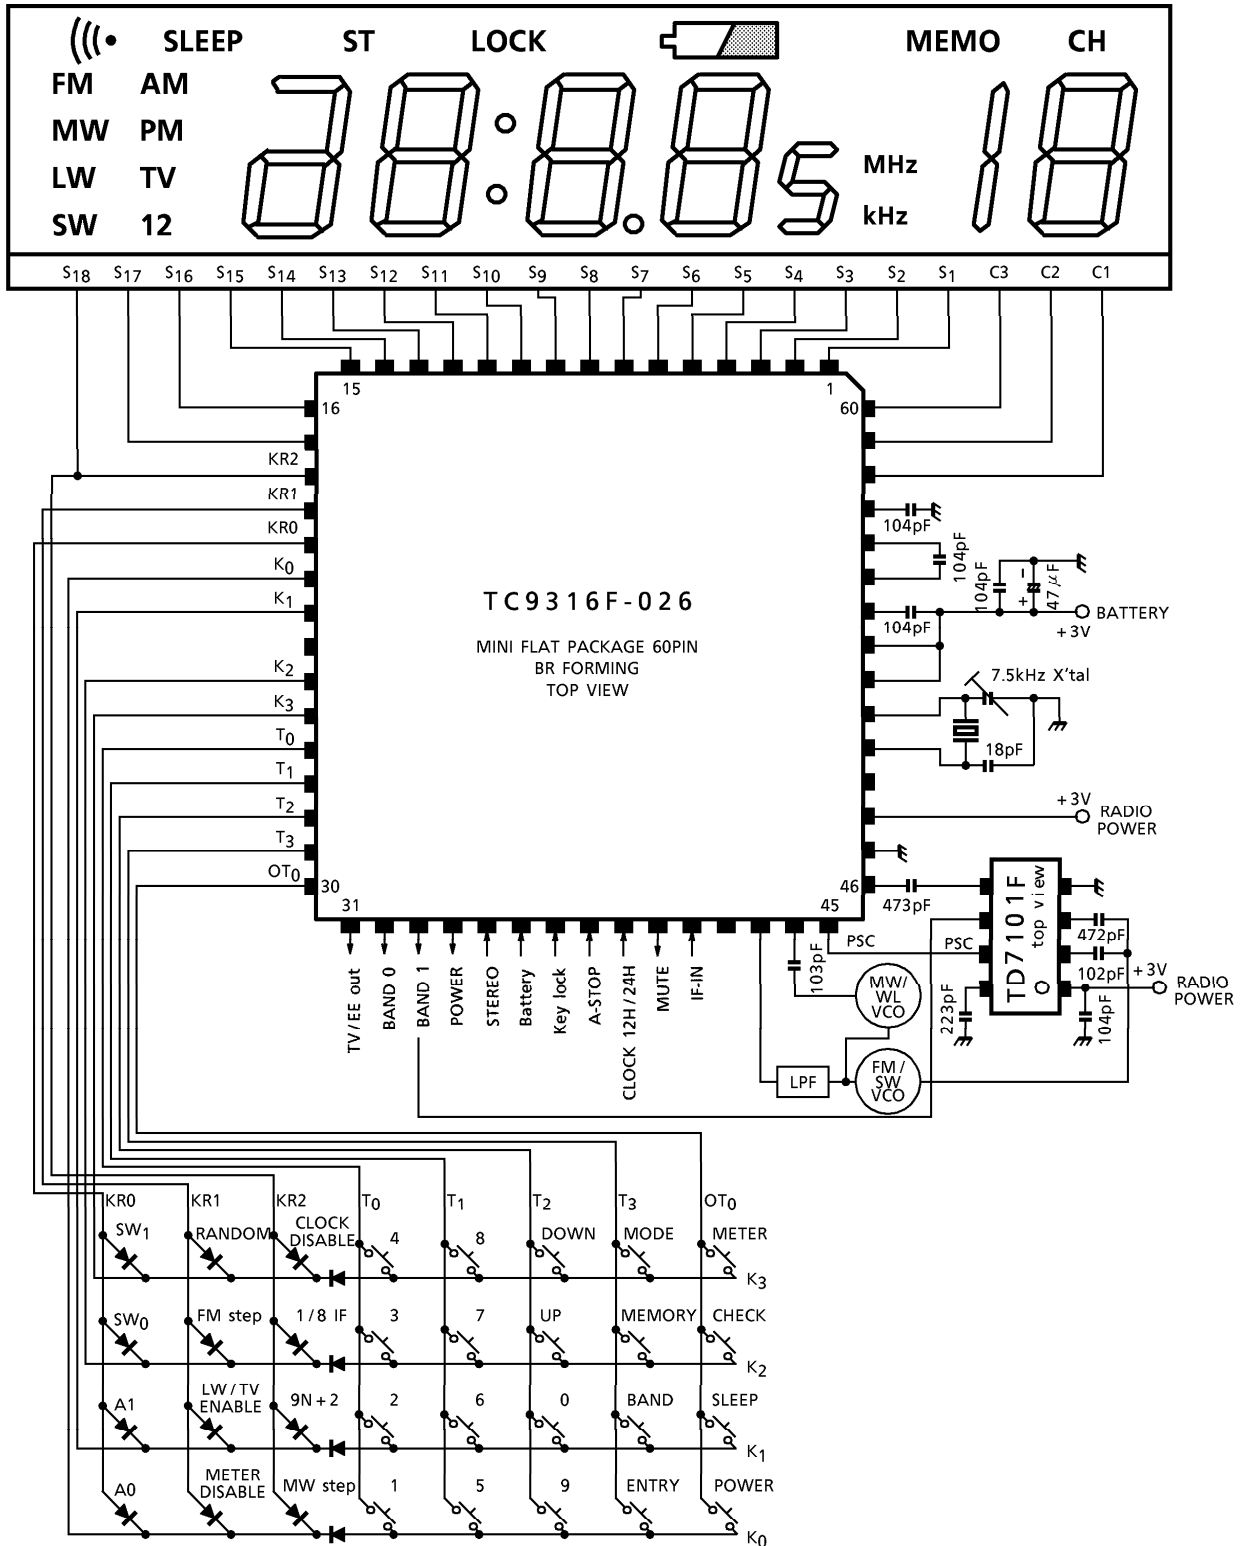 SLEEP ST LOCK MEMO CH
FM AM
MW PM
LW TV
SW 12
28:8.85 MHz kHz 18
S18 S17 S16 S15 S14 S13 S12 S11 S10 S9 S8 S7 S6 S5 S4 S3 S2 S1 C3 C2 C1
15 1
16 60
KR2
KR1
KR0
K0
K1
K2
K3
T0
T1
T2
T3
OT0
30 46
31 45
TC9316F-026
MINI FLAT PACKAGE 60PIN
BR FORMING
TOP VIEW
104pF
104pF
104pF
104pF
+ −
47μF
BATTERY
+3V
7.5kHz X'tal
18pF
+3V
RADIO
POWER
473pF
TD7101F
top view
472pF
102pF
+3V
RADIO
POWER
104pF
223pF
PSC PSC
103pF
MW/
WL
VCO
LPF
FM/
SW
VCO
TV/EE out
BAND 0
BAND 1
POWER
STEREO
Battery
Key lock
A-STOP
CLOCK 12H/24H
MUTE
IF-IN
KR0 KR1 KR2 T0 T1 T2 T3 OT0
SW1 RANDOM CLOCK DISABLE 4 8 DOWN MODE METER
K3
SW0 FM step 1/8 IF 3 7 UP MEMORY CHECK
K2
A1 LW/TV ENABLE 9N+2 2 6 0 BAND SLEEP
K1
A0 METER DISABLE MW step 1 5 9 ENTRY POWER
K0